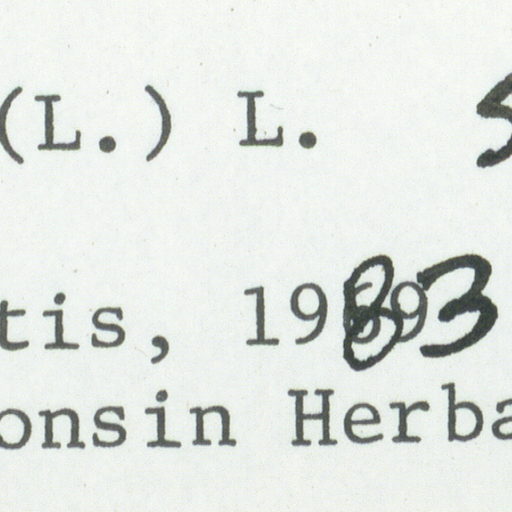 (L.) L.
tis, 1983
onsin Herba